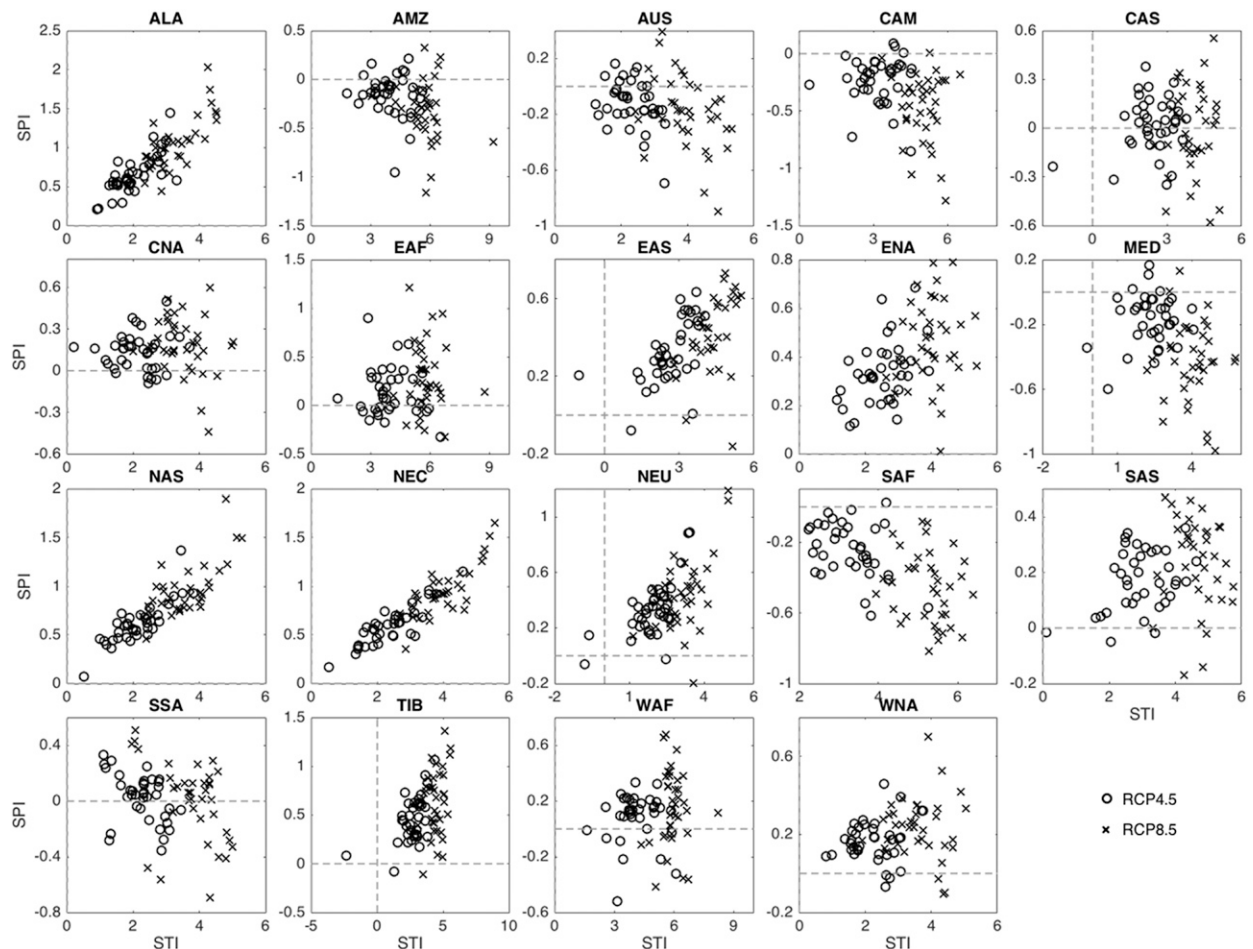 ALA AMZ AUS CAM CAS
2.5 0.5 0.2 0 0.6
2 0 -0.2 -0.5 0.3
1.5 -0.5 -0.6 -1 0
1 -1 -1 -1.5 -0.3
0.5 -1.5 -0.6
0
SPI
0 2 4 6 0 3 6 9 0 2 4 6 0 3 6 9 0 3 6
CNA EAF EAS ENA MED
0.6 1.5 0.6 0.8 0.2
0.3 1 0.2 0.6 -0.2
0 0.5 -0.2 0.4 -0.6
-0.3 0 0.2 -1
-0.6 -0.5 0
SPI
0 2 4 6 0 3 6 9 0 3 6 0 2 4 6 -2 1 4
NAS NEC NEU SAF SAS
2 2 1 -0.2 0.4
1.5 1.5 0.6 -0.6 0.2
1 1 0.2 -1 0
0.5 0.5 -0.2 -0.2
0 0
SPI
0 2 4 6 0 2 4 6 -2 1 4 7 2 4 6 0 2 4 6
STI
SSA TIB WAF WNA
0.4 1.5 0.6 0.6
0 1 0.2 0.2
-0.4 0.5 -0.2 -0.2
-0.8 0 -0.6
-0.5
SPI
RCP4.5
RCP8.5
0 2 4 6 -5 0 5 10 0 3 6 9 0 2 4 6
STI STI STI STI